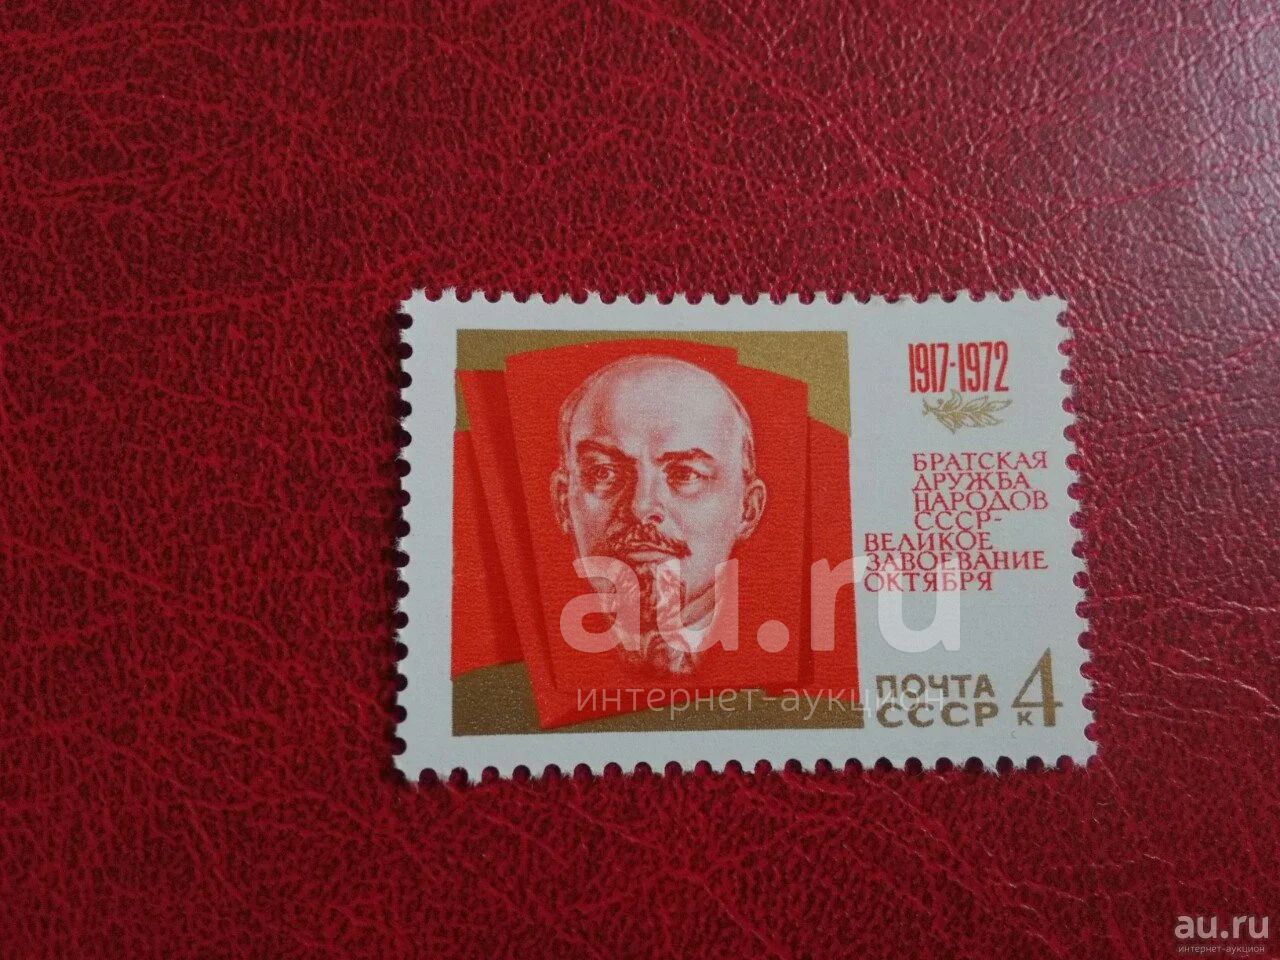 1917-1972
БРАТСКАЯ
ДРУЖБА
НАРОДОВ
СССР-
ВЕЛИКОЕ
ЗАВОЕВАНИЕ
ОКТЯБРЯ
ПОЧТА
СССР
4
к
au.ru
интернет-аукцион
au.ru
интернет-аукцион